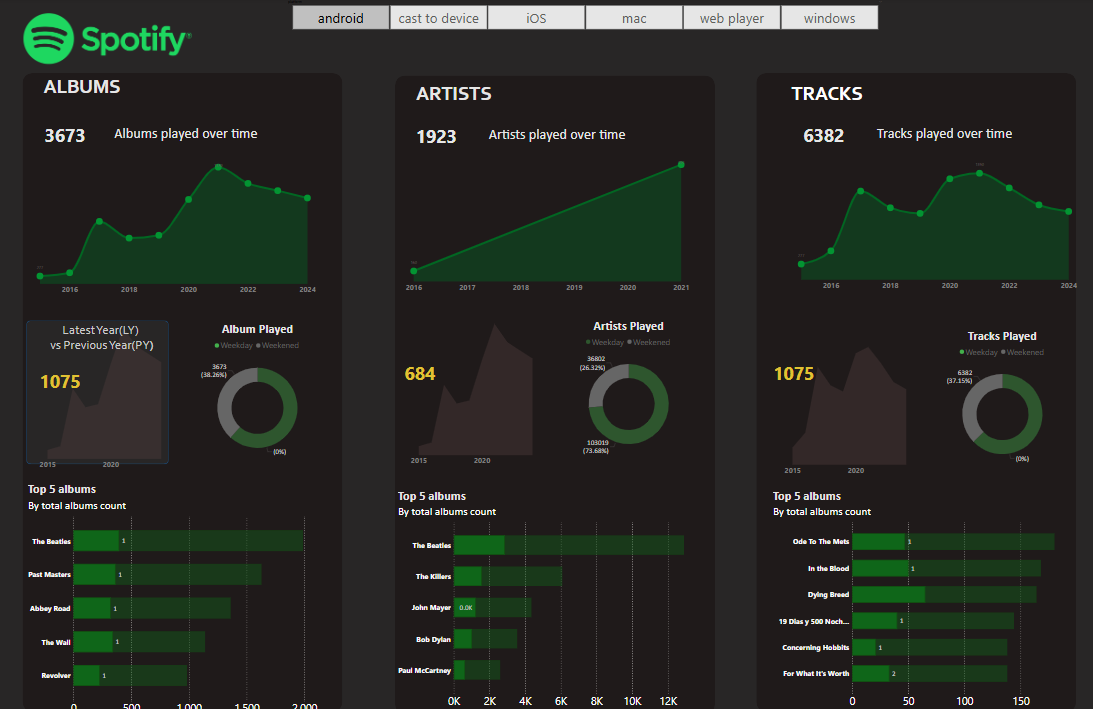 android
cast to device
iOS
mac
web player
windows
Spotify®
ALBUMS
3673
Albums played over time
2016
2018
2020
2022
2024
Latest Year(LY)
vs Previous Year(PY)
1075
2015
2020
Album Played
Weekday
Weekened
3673
(38.26%)
(0%)
Top 5 albums
By total albums count
The Beatles
1
Past Masters
1
Abbey Road
1
The Wall
1
Revolver
1
0
500
1,000
1,500
2,000
ARTISTS
1923
Artists played over time
2016
2017
2018
2019
2020
2021
684
2015
2020
Artists Played
Weekday
Weekened
36802
(26.32%)
103019
(73.68%)
Top 5 albums
By total albums count
The Beatles
The Killers
John Mayer
0.0K
Bob Dylan
Paul McCartney
0K
2K
4K
6K
8K
10K
12K
TRACKS
6382
Tracks played over time
2016
2018
2020
2022
2024
1075
2015
2020
Tracks Played
Weekday
Weekened
6382
(37.15%)
(0%)
Top 5 albums
By total albums count
Ode To The Mets
1
In the Blood
1
Dying Breed
19 Dias y 500 Noch...
1
Concerning Hobbits
1
For What It's Worth
2
0
50
100
150